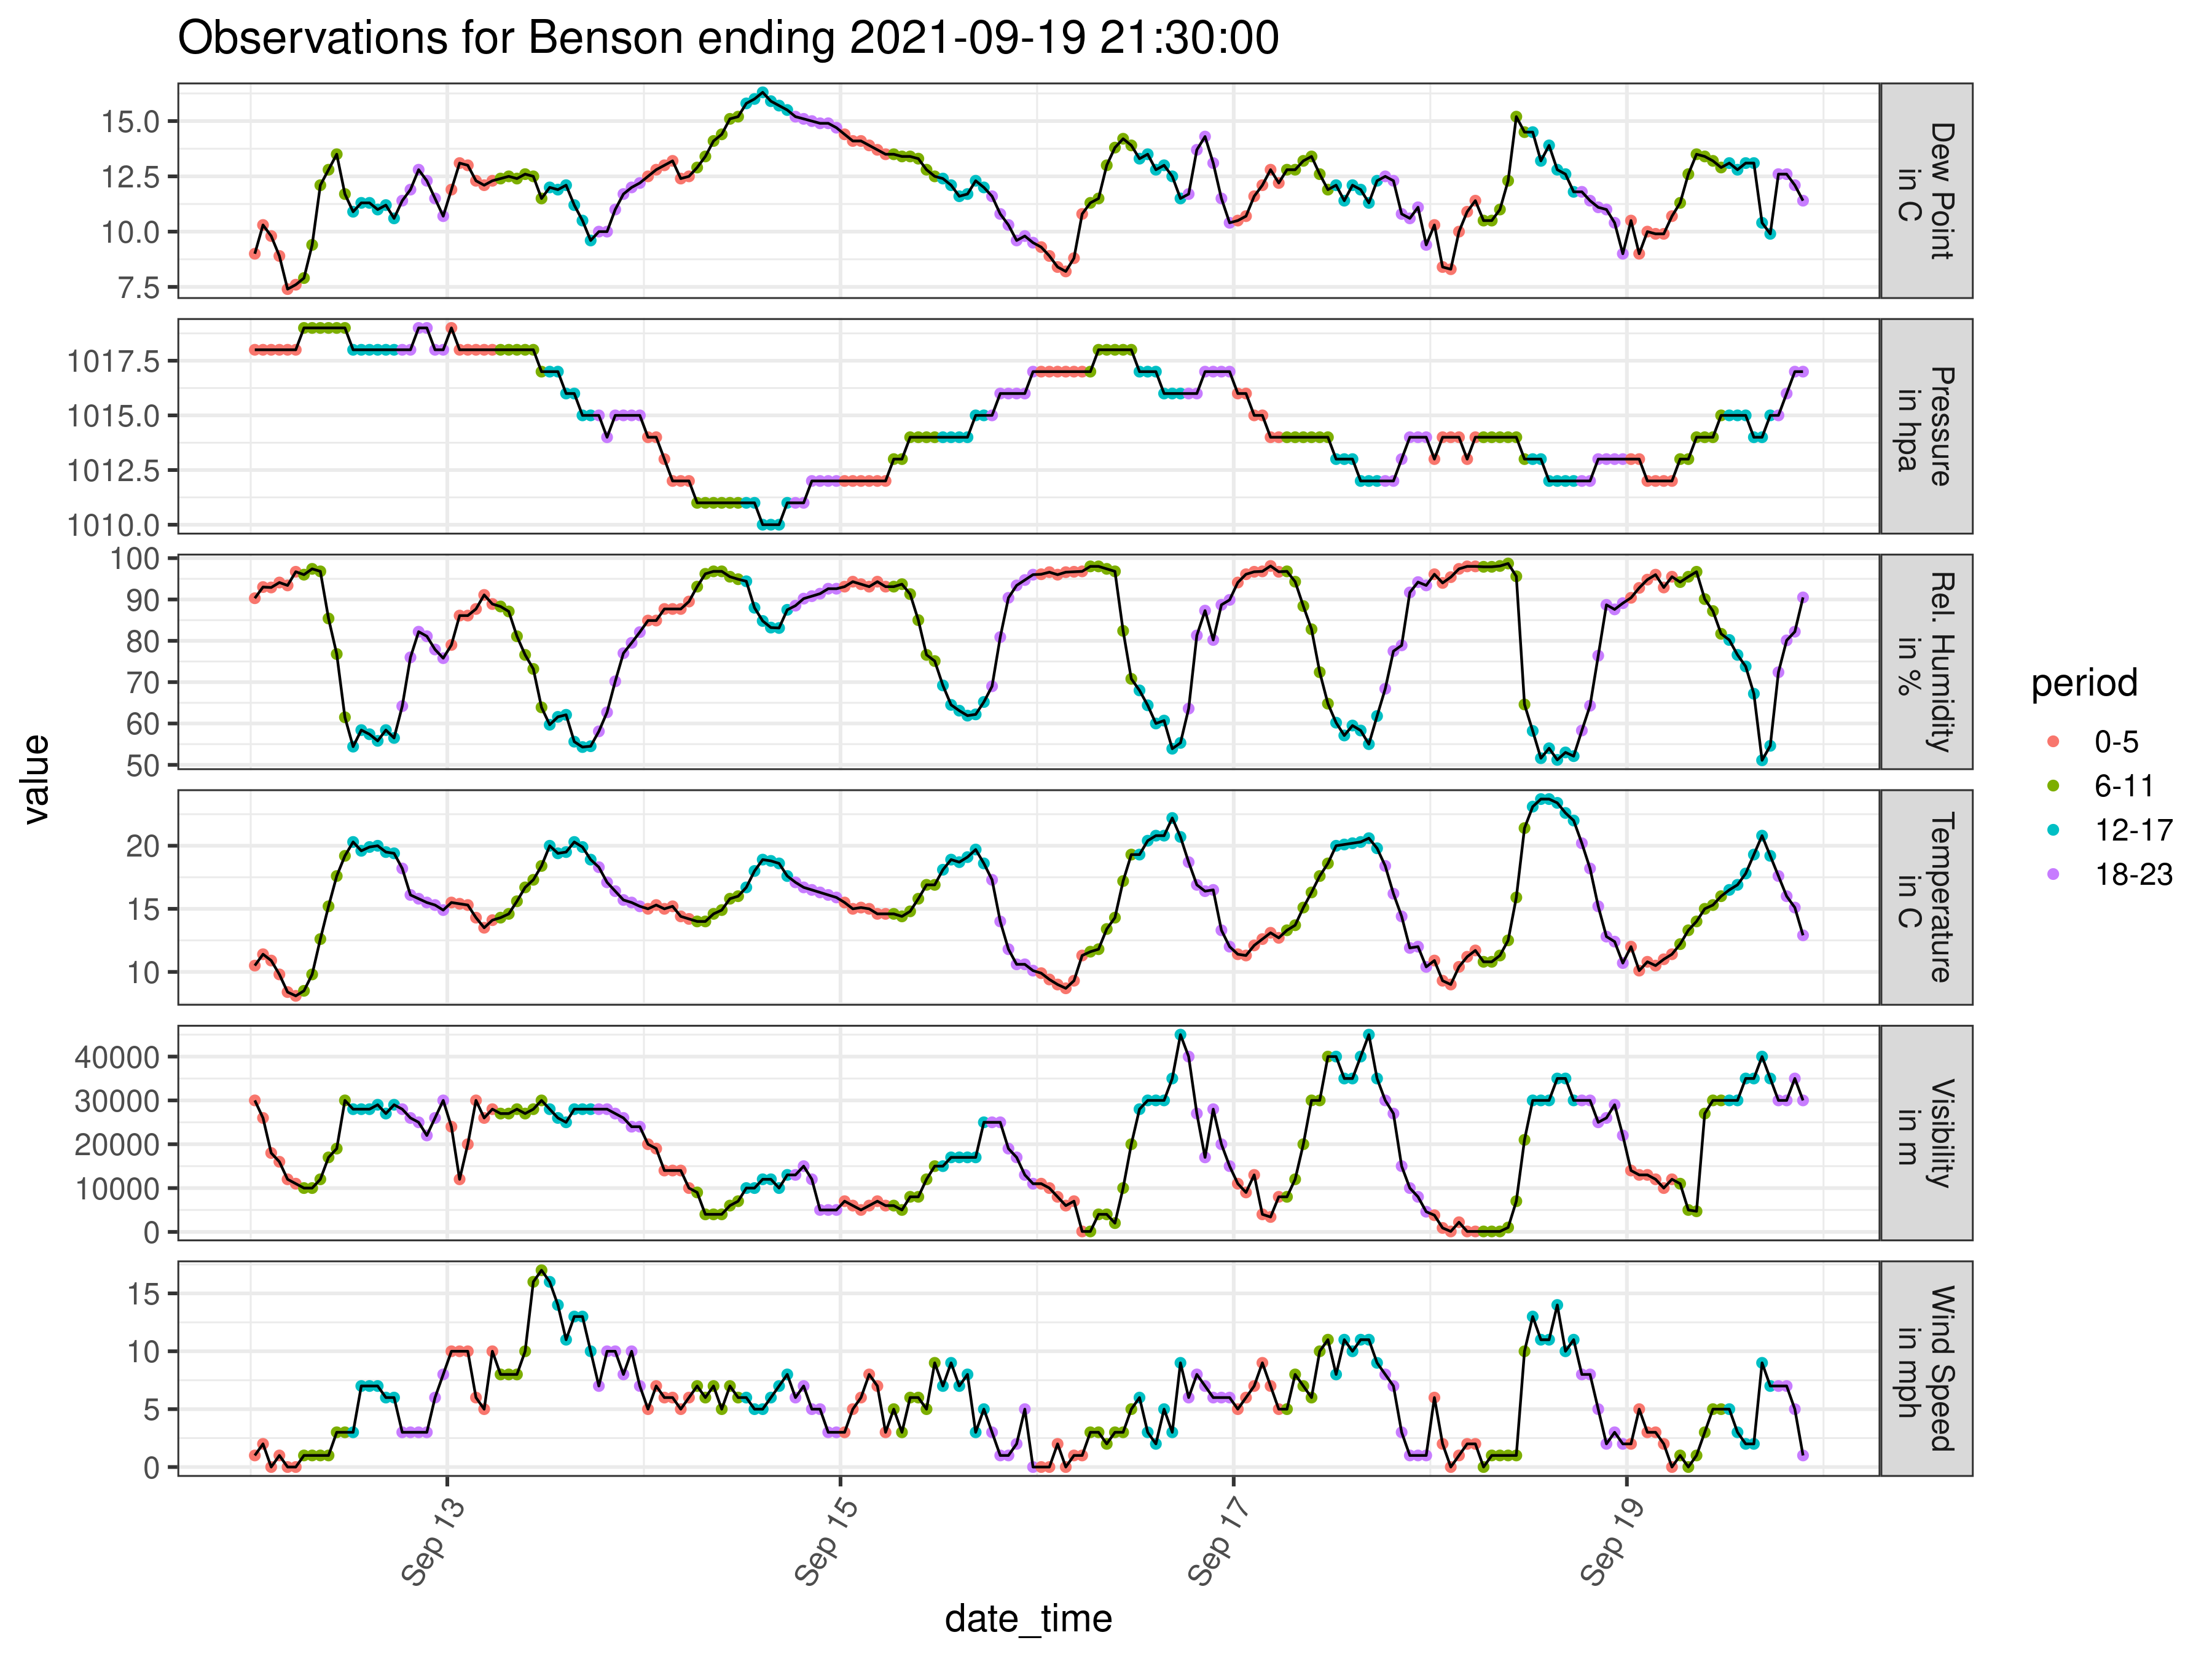 Observations for Benson ending 2021-09-19 21:30:00
value
15.0
12.5
10.0
7.5
Dew Point
in C
1017.5
1015.0
1012.5
1010.0
Pressure
in hpa
100
90
80
70
60
50
Rel. Humidity
in %
20
15
10
Temperature
in C
40000
30000
20000
10000
0
Visibility
in m
15
10
5
0
Wind Speed
in mph
Sep 13
Sep 15
Sep 17
Sep 19
date_time
period
0-5
6-11
12-17
18-23